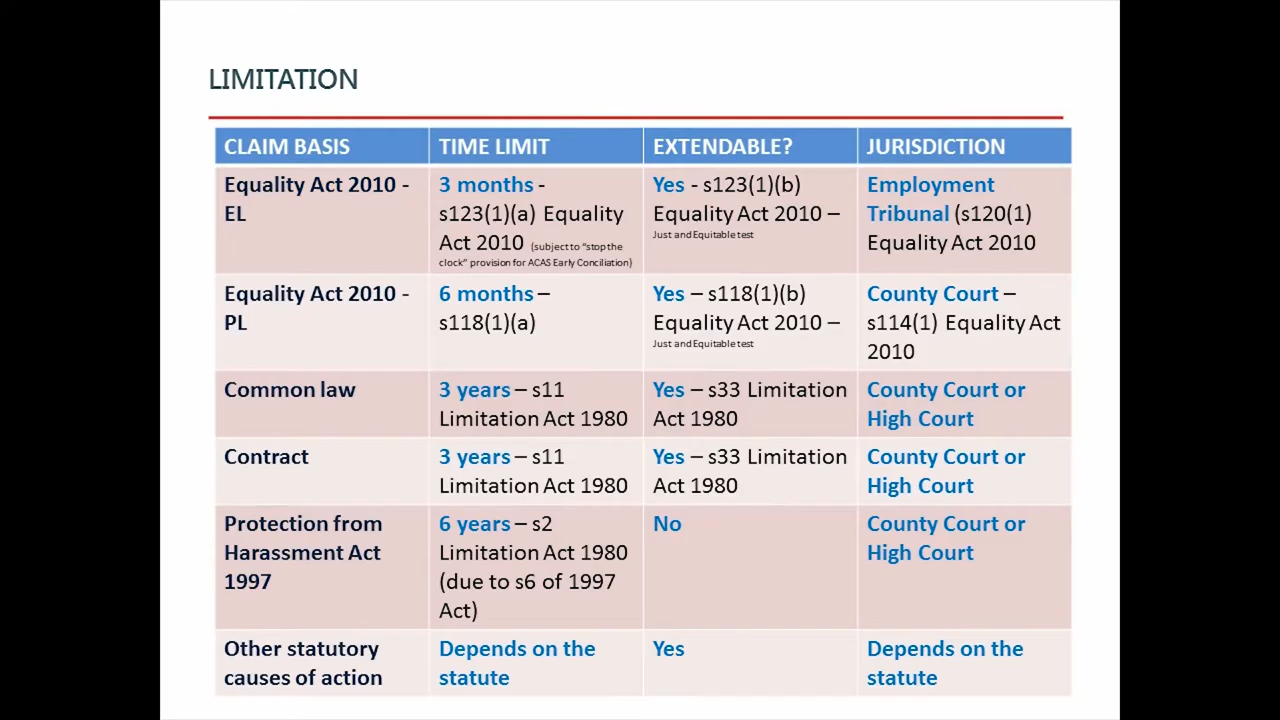 LIMITATION
CLAIM BASIS
TIME LIMIT
EXTENDABLE?
JURISDICTION
Equality Act 2010 -
EL
3 months -
s123(1)(a) Equality
Act 2010 (subject to “stop the
clock” provision for ACAS Early Conciliation)
Yes - s123(1)(b)
Equality Act 2010 –
Just and Equitable test
Employment
Tribunal (s120(1)
Equality Act 2010
Equality Act 2010 -
PL
6 months –
s118(1)(a)
Yes – s118(1)(b)
Equality Act 2010 –
Just and Equitable test
County Court –
s114(1) Equality Act
2010
Common law
3 years – s11
Limitation Act 1980
Yes – s33 Limitation
Act 1980
County Court or
High Court
Contract
3 years – s11
Limitation Act 1980
Yes – s33 Limitation
Act 1980
County Court or
High Court
Protection from
Harassment Act
1997
6 years – s2
Limitation Act 1980
(due to s6 of 1997
Act)
No
County Court or
High Court
Other statutory
causes of action
Depends on the
statute
Yes
Depends on the
statute